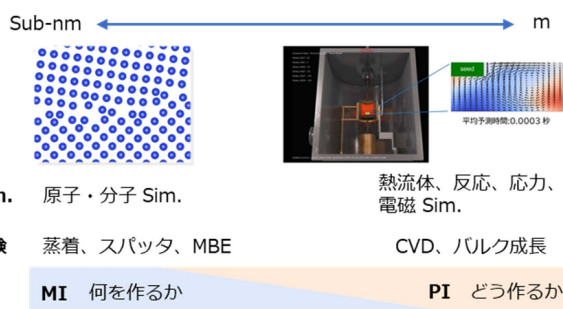 Sub-nm m
seed
平均予測時間:0.0003 秒
原子・分子 Sim.
熱流体、反応、応力、
電磁 Sim.
蒸着、スパッタ、MBE
CVD、バルク成長
MI 何を作るか
PI どう作るか